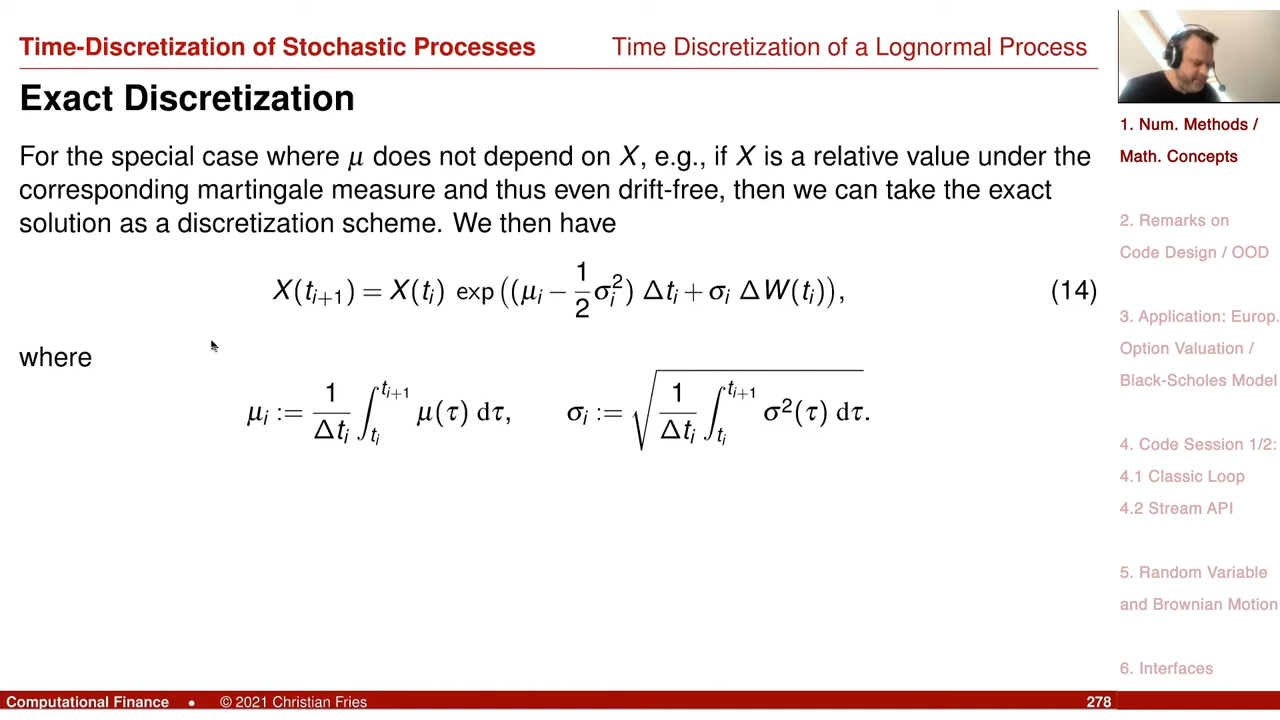 Time-Discretization of Stochastic Processes
Time Discretization of a Lognormal Process
Exact Discretization
For the special case where μ does not depend on X, e.g., if X is a relative value under the
corresponding martingale measure and thus even drift-free, then we can take the exact
solution as a discretization scheme. We then have
X(t_{i+1}) = X(t_i) exp((μ_i − \frac{1}{2}σ_i^2) Δt_i + σ_i ΔW(t_i)), (14)
where
μ_i := \frac{1}{Δt_i} ∫_{t_i}^{t_{i+1}} μ(τ) dτ, σ_i := \sqrt{\frac{1}{Δt_i} ∫_{t_i}^{t_{i+1}} σ^2(τ) dτ}.
1. Num. Methods /
Math. Concepts
2. Remarks on
Code Design / OOD
3. Application: Europ.
Option Valuation /
Black-Scholes Model
4. Code Session 1/2:
4.1 Classic Loop
4.2 Stream API
5. Random Variable
and Brownian Motion
6. Interfaces
Computational Finance • © 2021 Christian Fries 278